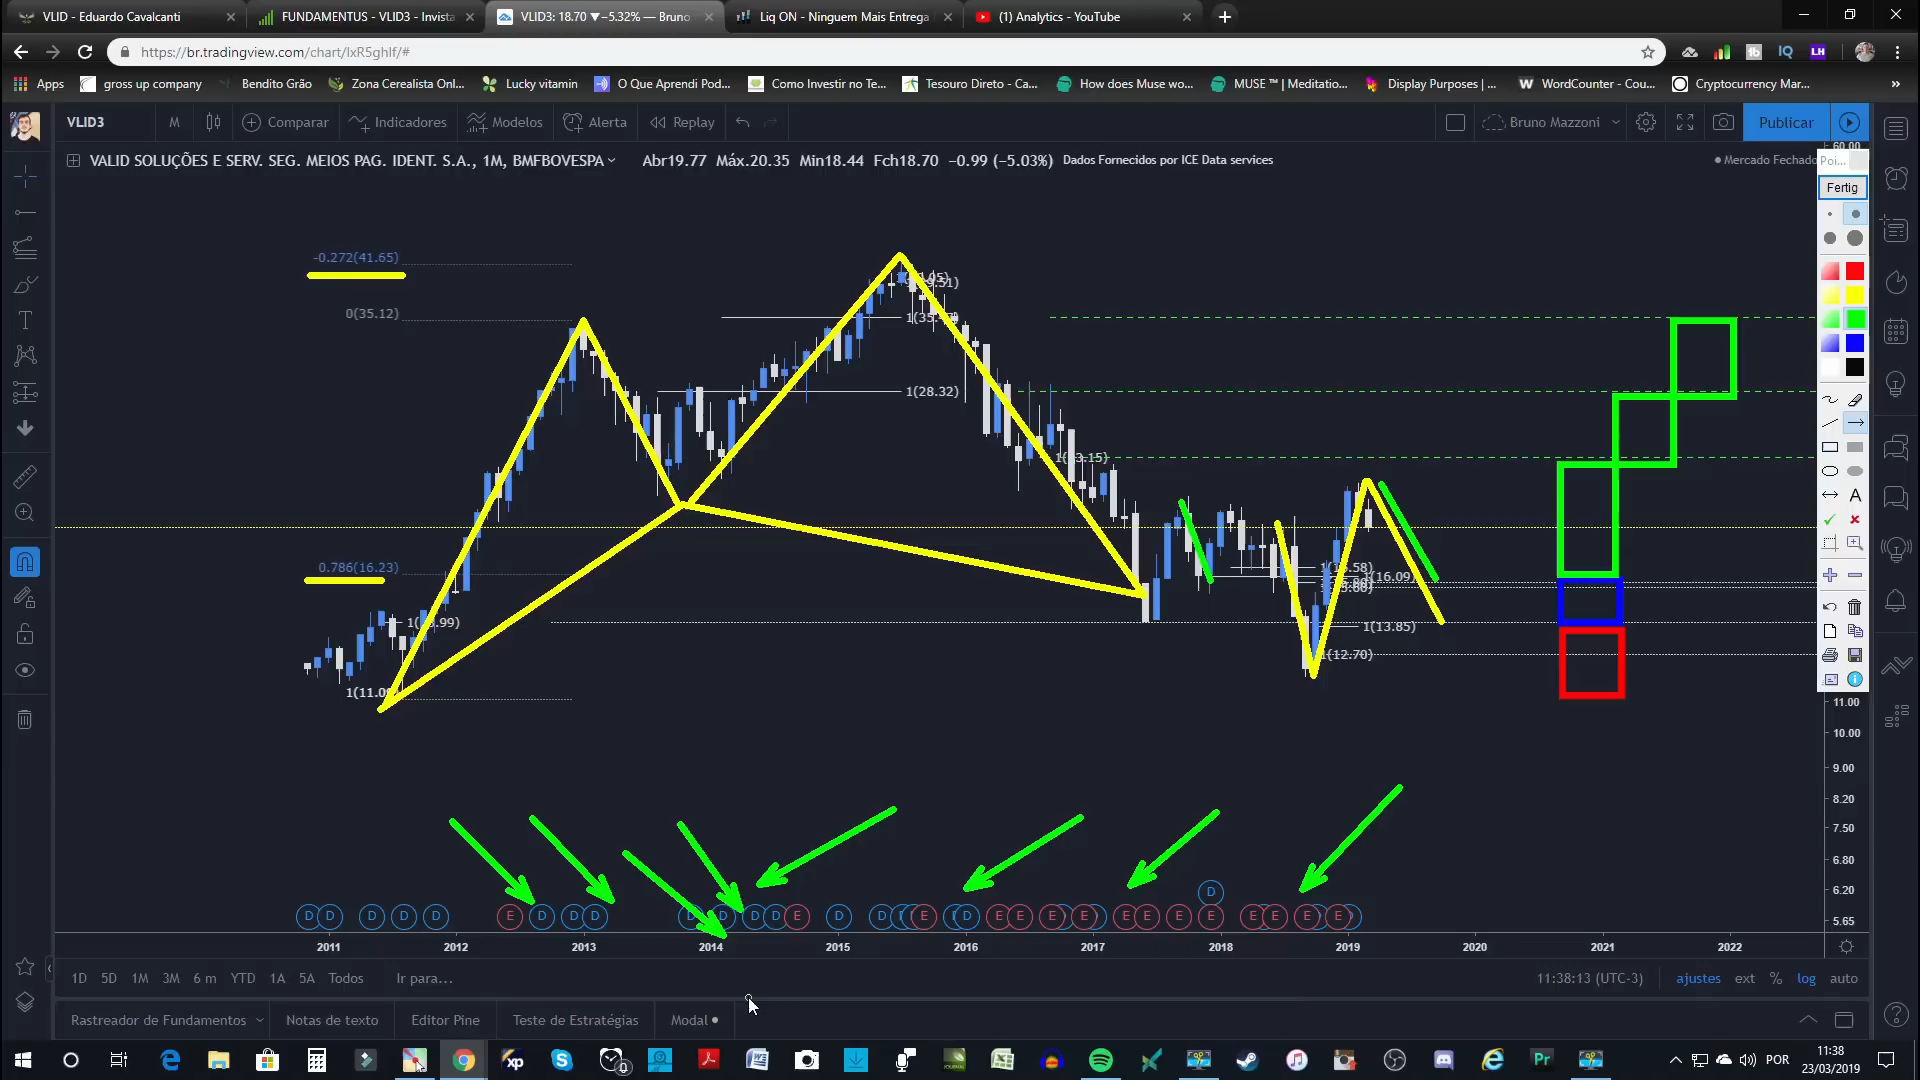 VLID - Eduardo Cavalcanti
FUNDAMENTUS - VLID3 - Invista
VLID3: 18.70 ▼−5.32% — Bruno
Liq ON - Ninguem Mais Entrega
(1) Analytics - YouTube
https://br.tradingview.com/chart/IxR5ghIf/#
Apps
gross up company
Bendito Grão
Zona Cerealista Onl...
Lucky vitamin
O Que Aprendi Pod...
Como Investir no Te...
Tesouro Direto - Ca...
How does Muse wo...
MUSE ™ | Meditatio...
Display Purposes | ...
WordCounter - Cou...
Cryptocurrency Mar...
»
VLID3
M
Comparar
Indicadores
Modelos
Alerta
Replay
Bruno Mazzoni
Publicar
VALID SOLUÇÕES E SERV. SEG. MEIOS PAG. IDENT. S.A., 1M, BMFBOVESPA
Abr19.77 Máx.20.35 Min18.44 Fch18.70 −0.99 (−5.03%)
Dados Fornecidos por ICE Data services
Mercado Fechado
60.00
Poi...
Fertig
-0.272(41.65)
0(35.12)
1(28.32)
0.786(16.23)
1(16.09)
1(13.85)
1(12.70)
11.00
10.00
9.00
8.20
7.50
6.80
6.20
5.65
D
D D D D D E D D D D D D D E D D E D D E E E E E E E E E E E E
2011 2012 2013 2014 2015 2016 2017 2018 2019 2020 2021 2022
1D 5D 1M 3M 6 m YTD 1A 5A Todos
Ir para...
11:38:13 (UTC-3)
ajustes ext % log auto
Rastreador de Fundamentos
Notas de texto
Editor Pine
Teste de Estratégias
Modal
POR
11:38
23/03/2019